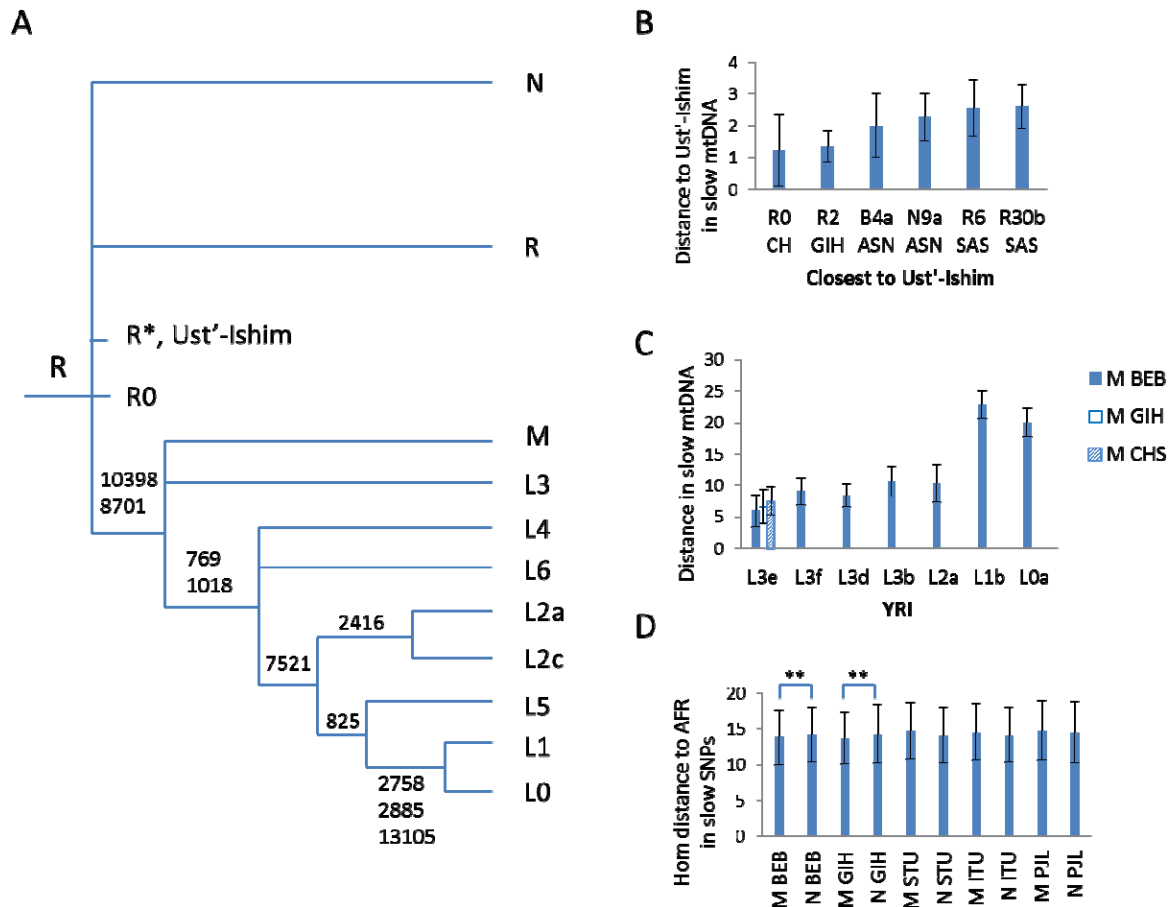 A
N
R
R*, Ust'-Ishim
R
R0
M
10398
8701
L3
L4
769
1018
L6
L2a
2416
L2c
7521
L5
825
L1
2758
2885
13105
L0
B
Distance to Ust'-Ishim
in slow mtDNA
4
3
2
1
0
R0 R2 B4a N9a R6 R30b
CH GIH ASN ASN SAS SAS
Closest to Ust'-Ishim
C
Distance in slow mtDNA
30
25
20
15
10
5
0
L3e L3f L3d L3b L2a L1b L0a
YRI
M BEB
M GIH
M CHS
D
Hom distance to AFR
in slow SNPs
20
15
10
5
0
** **
M BEB
N BEB
M GIH
N GIH
M STU
N STU
M ITU
N ITU
M PJL
N PJL